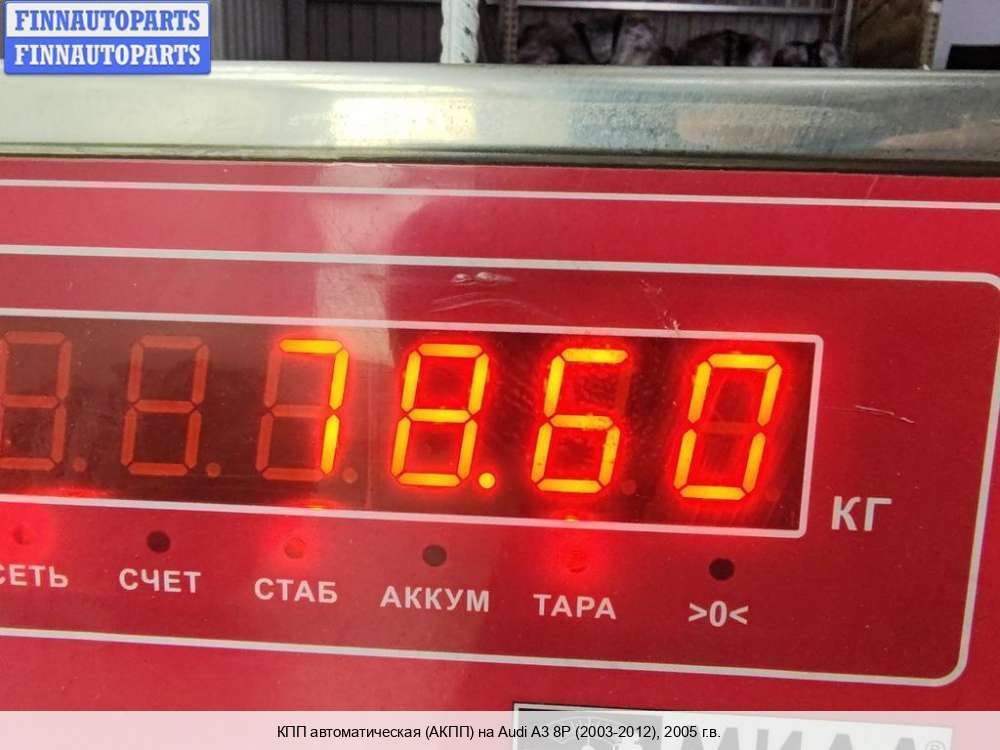 FINNAUTOPARTS
FINNAUTOPARTS
78.60
КГ
СЕТЬ СЧЕТ СТАБ АККУМ ТАРА >0<
КПП автоматическая (АКПП) на Audi A3 8P (2003-2012), 2005 г.в.